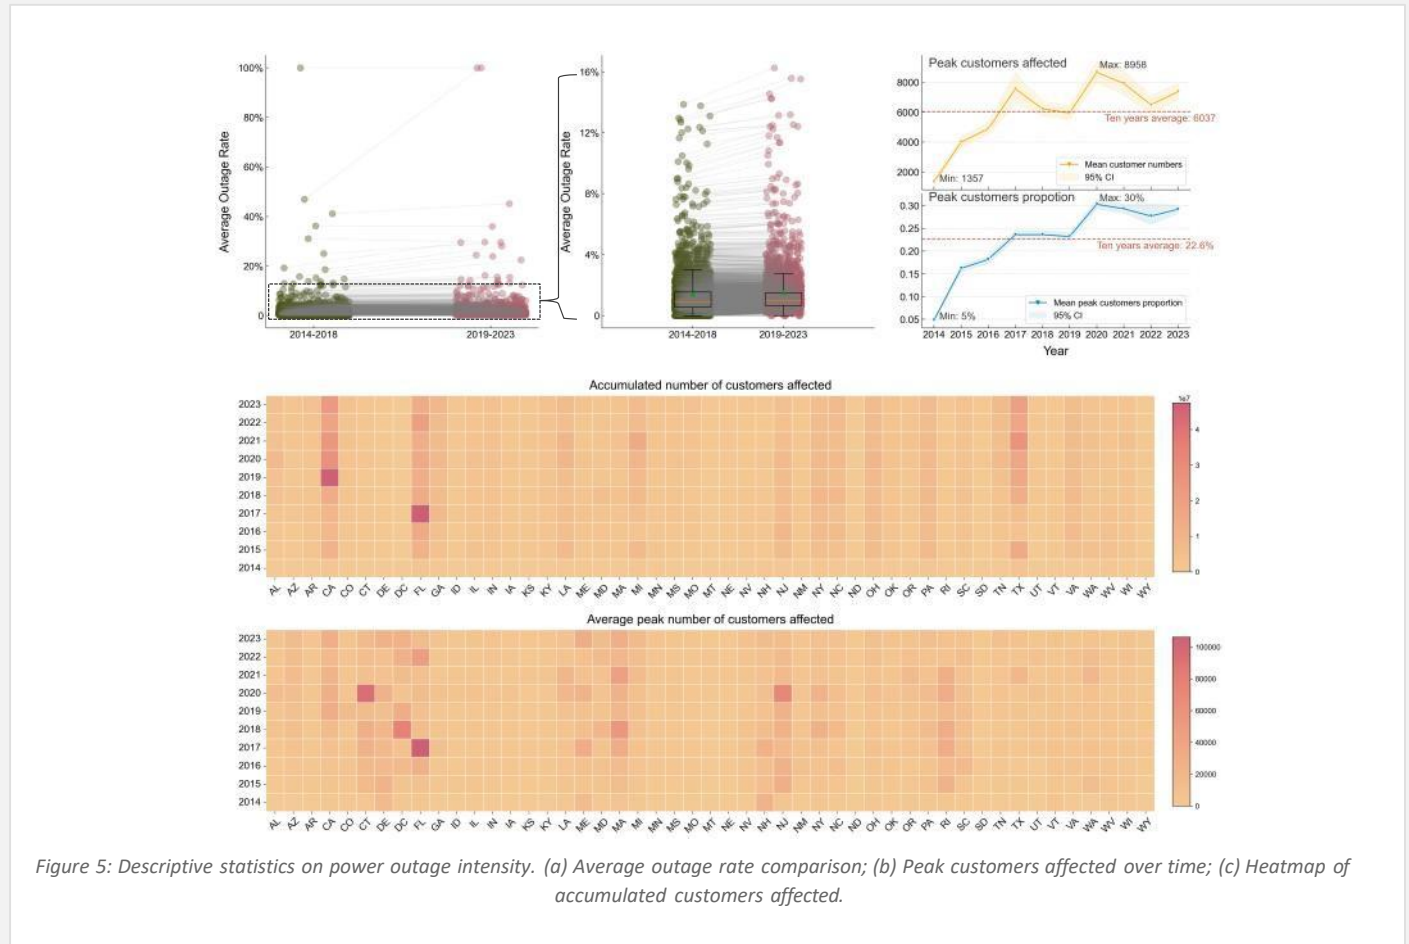 100%
80%
60%
40%
20%
0
Average Outage Rate
2014-2018 2019-2023
16%
12%
8%
4%
0
Average Outage Rate
2014-2018 2019-2023
Peak customers affected
Max: 8958
8000
6000
4000
2000
Ten years average: 6037
Mean customer numbers
95% CI
Min: 1357
Peak customers propotion
Max: 30%
0.30
0.25
0.15
0.10
0.05
Ten years average: 22.6%
Mean peak customers proportion
95% CI
Min: 5%
2014 2015 2016 2017 2018 2019 2020 2021 2022 2023
Year
Accumulated number of customers affected
2023
2022
2021
2020
2019
2018
2017
2016
2015
2014
1e7
4
3
2
1
0
AL AZ AR CA CO CT DE DC FL GA ID IL IN IA KS KY LA ME MD MA MI MN MS MO MT NE NV NH NJ NM NY NC ND OH OK OR PA RI SC SD TN TX UT VT VA WA WV WI WY
Average peak number of customers affected
2023
2022
2021
2020
2019
2018
2017
2016
2015
2014
100000
80000
60000
40000
20000
0
AL AZ AR CA CO CT DE DC FL GA ID IL IN IA KS KY LA ME MD MA MI MN MS MO MT NE NV NH NJ NM NY NC ND OH OK OR PA RI SC SD TN TX UT VT VA WA WV WI WY
Figure 5: Descriptive statistics on power outage intensity. (a) Average outage rate comparison; (b) Peak customers affected over time; (c) Heatmap of
accumulated customers affected.